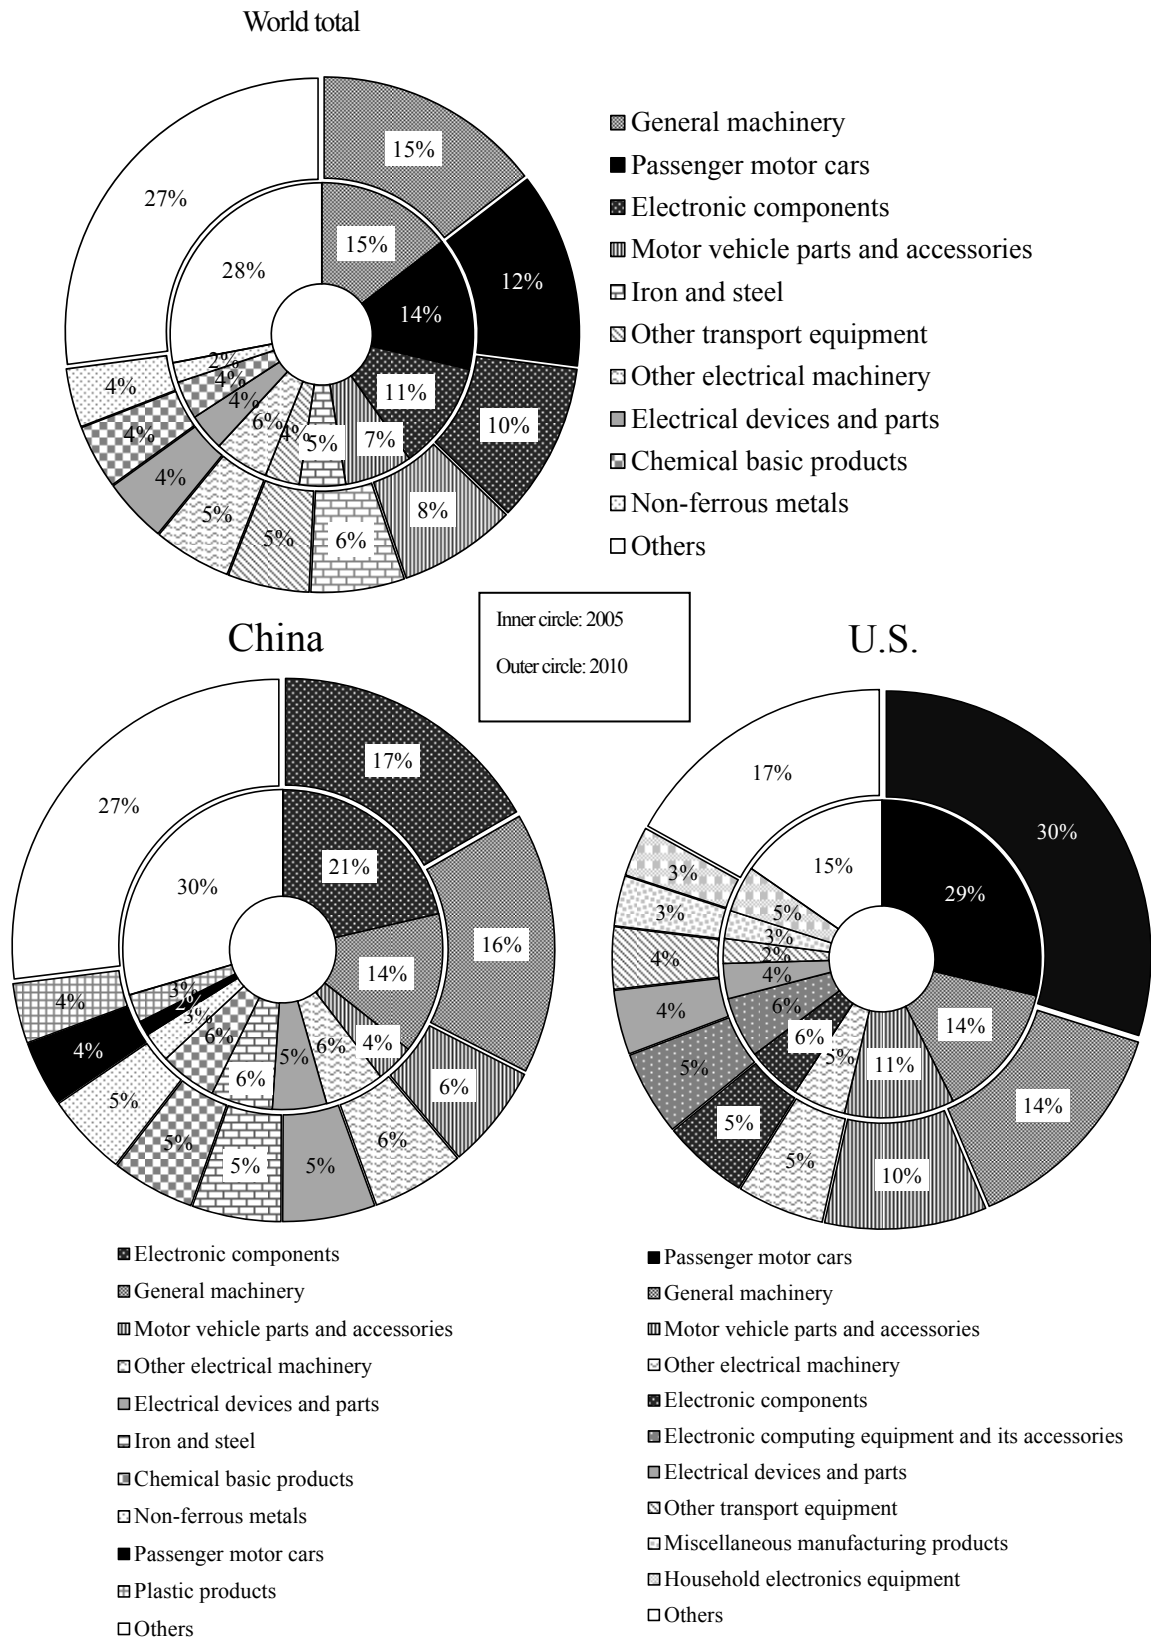 World total
15%
12%
10%
8%
6%
5%
5%
4%
4%
4%
27%
15%
14%
11%
7%
5%
4%
6%
4%
4%
2%
28%
General machinery
Passenger motor cars
Electronic components
Motor vehicle parts and accessories
Iron and steel
Other transport equipment
Other electrical machinery
Electrical devices and parts
Chemical basic products
Non-ferrous metals
Others
Inner circle: 2005
Outer circle: 2010
China
17%
16%
6%
6%
5%
5%
5%
5%
4%
4%
27%
21%
14%
4%
6%
5%
6%
6%
3%
2%
3%
30%
Electronic components
General machinery
Motor vehicle parts and accessories
Other electrical machinery
Electrical devices and parts
Iron and steel
Chemical basic products
Non-ferrous metals
Passenger motor cars
Plastic products
Others
U.S.
30%
14%
10%
5%
5%
5%
4%
4%
3%
3%
17%
29%
14%
11%
5%
6%
6%
4%
2%
3%
5%
15%
Passenger motor cars
General machinery
Motor vehicle parts and accessories
Other electrical machinery
Electronic components
Electronic computing equipment and its accessories
Electrical devices and parts
Other transport equipment
Miscellaneous manufacturing products
Household electronics equipment
Others